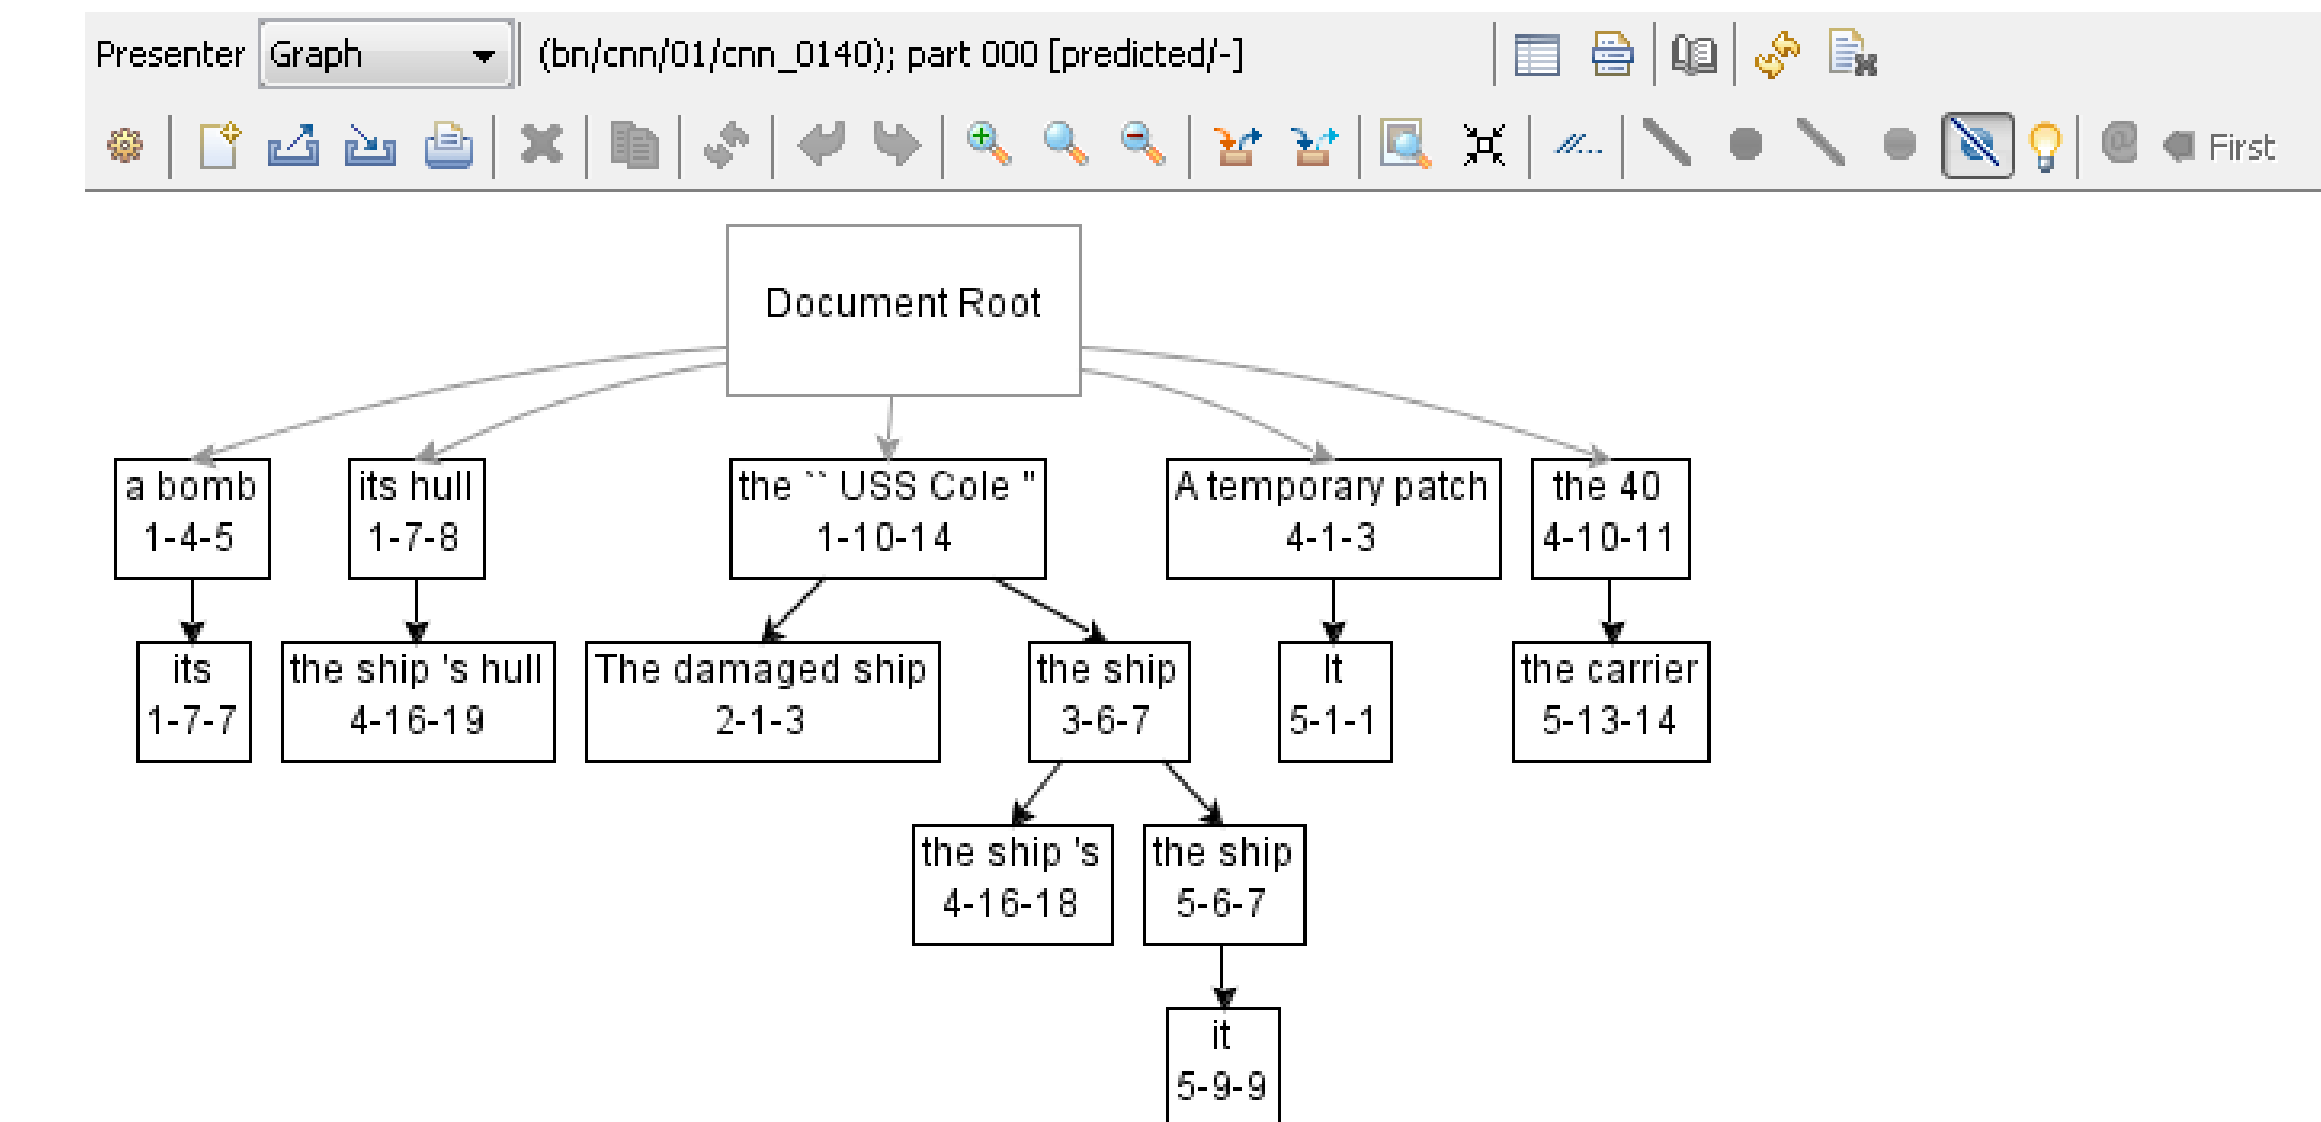 Presenter Graph (bn/cnn/01/cnn_0140); part 000 [predicted/-]
@ First
Document Root
a bomb
1-4-5
its hull
1-7-8
the `` USS Cole "
1-10-14
A temporary patch
4-1-3
the 40
4-10-11
its
1-7-7
the ship 's hull
4-16-19
The damaged ship
2-1-3
the ship
3-6-7
It
5-1-1
the carrier
5-13-14
the ship 's
4-16-18
the ship
5-6-7
it
5-9-9